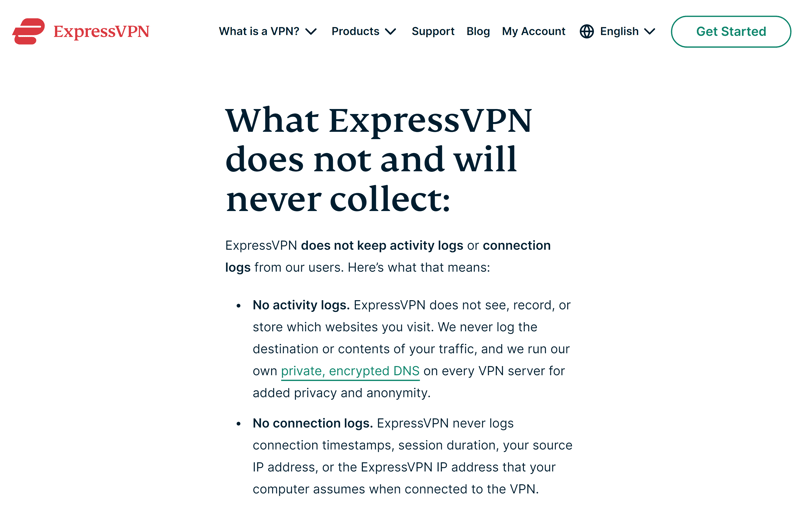 ExpressVPN
What is a VPN?
Products
Support
Blog
My Account
English
Get Started
What ExpressVPN
does not and will
never collect:
ExpressVPN does not keep activity logs or connection
logs from our users. Here’s what that means:
• No activity logs. ExpressVPN does not see, record, or
store which websites you visit. We never log the
destination or contents of your traffic, and we run our
own private, encrypted DNS on every VPN server for
added privacy and anonymity.
• No connection logs. ExpressVPN never logs
connection timestamps, session duration, your source
IP address, or the ExpressVPN IP address that your
computer assumes when connected to the VPN.